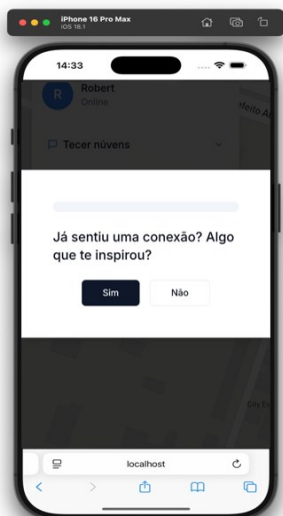 iPhone 16 Pro Max
iOS 18.1
14:33
R
Robert
Online
Tecer núvens
Já sentiu uma conexão? Algo
que te inspirou?
Sim
Não
localhost